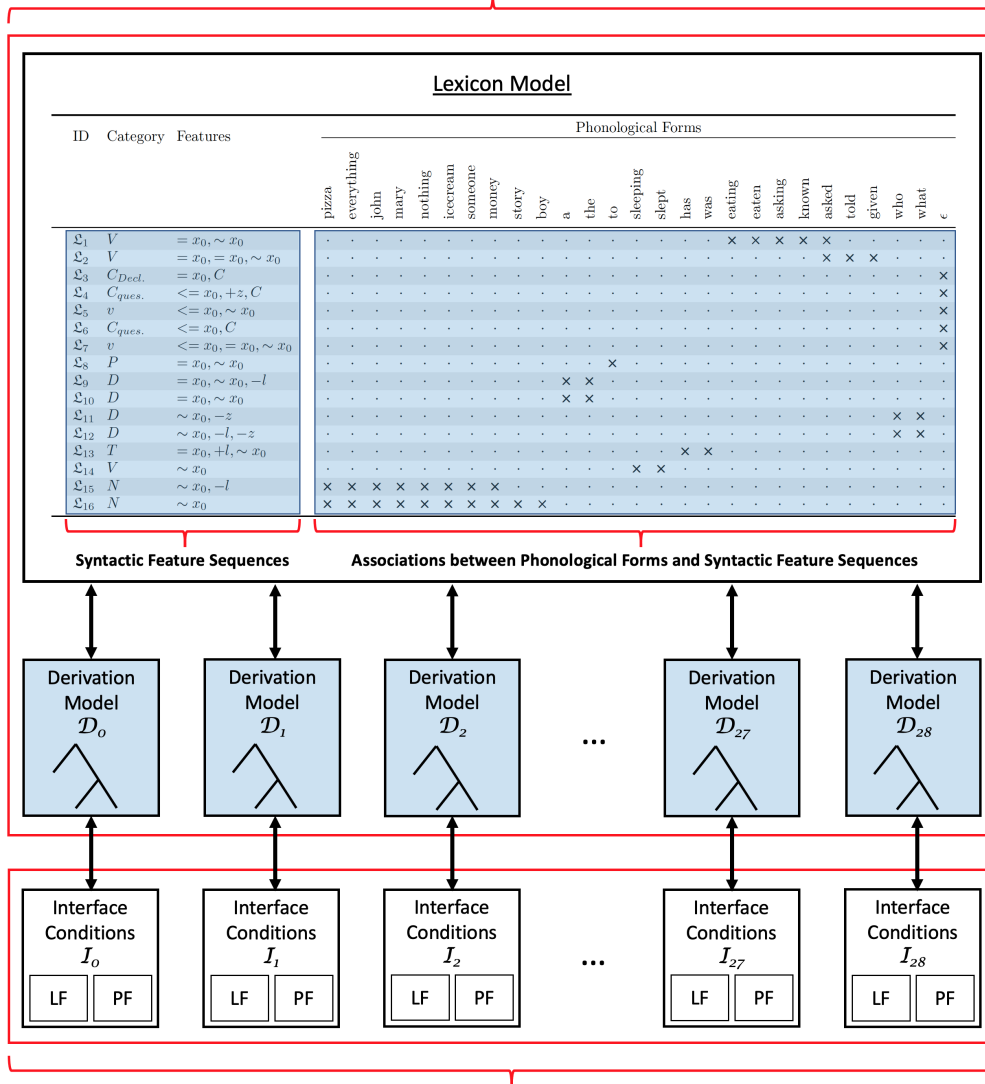 Lexicon Model
Phonological Forms
ID Category Features
pizza everything john mary nothing icecream someone money story boy a the to sleeping slept has was eating eaten asking known asked told given who what ϵ
𝔏₁ V = x₀, ∼ x₀ · · · · · · · · · · · · · · · · · × × × × × · · · · ·
𝔏₂ V = x₀, = x₀, ∼ x₀ · · · · · · · · · · · · · · · · · · · · · × × × · · ·
𝔏₃ C_Decl. = x₀, C · · · · · · · · · · · · · · · · · · · · · · · · · · ×
𝔏₄ C_ques. <= x₀, +z, C · · · · · · · · · · · · · · · · · · · · · · · · · · ×
𝔏₅ v <= x₀, ∼ x₀ · · · · · · · · · · · · · · · · · · · · · · · · · · ×
𝔏₆ C_ques. <= x₀, C · · · · · · · · · · · · · · · · · · · · · · · · · · ×
𝔏₇ v <= x₀, = x₀, ∼ x₀ · · · · · · · · · · · · · · · · · · · · · · · · · · ×
𝔏₈ P = x₀, ∼ x₀ · · · · · · · · · · · · × · · · · · · · · · · · · · ·
𝔏₉ D = x₀, ∼ x₀, −l · · · · · · · · · · × × · · · · · · · · · · · · · · ·
𝔏₁₀ D = x₀, ∼ x₀ · · · · · · · · · · × × · · · · · · · · · · · · · · ·
𝔏₁₁ D ∼ x₀, −z · · · · · · · · · · · · · · · · · · · · · · · · × × ·
𝔏₁₂ D ∼ x₀, −l, −z · · · · · · · · · · · · · · · · · · · · · · · · × × ·
𝔏₁₃ T = x₀, +l, ∼ x₀ · · · · · · · · · · · · · · · × × · · · · · · · · · ·
𝔏₁₄ V ∼ x₀ · · · · · · · · · · · · · × × · · · · · · · · · · · ·
𝔏₁₅ N ∼ x₀, −l × × × × × × × × · · · · · · · · · · · · · · · · · · ·
𝔏₁₆ N ∼ x₀ × × × × × × × × × × · · · · · · · · · · · · · · · · ·
Syntactic Feature Sequences Associations between Phonological Forms and Syntactic Feature Sequences
Derivation Derivation Derivation Derivation Derivation
Model Model Model Model Model
𝒟₀ 𝒟₁ 𝒟₂ ... 𝒟₂₇ 𝒟₂₈
Interface Interface Interface Interface Interface
Conditions Conditions Conditions Conditions Conditions
I₀ I₁ I₂ ... I₂₇ I₂₈
LF PF LF PF LF PF LF PF LF PF